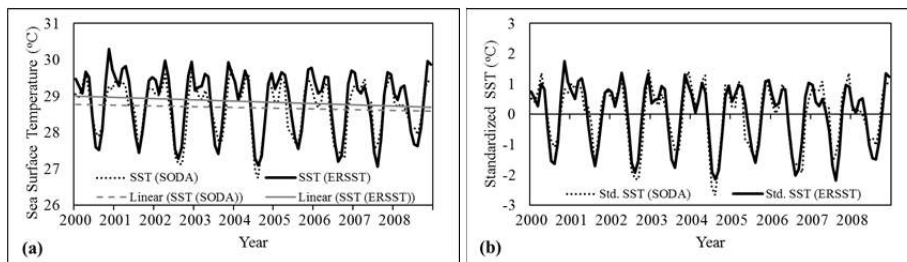 Sea Surface Temperature (°C)
31
30
29
28
27
26
SST (SODA)
SST (ERSST)
Linear (SST (SODA))
Linear (SST (ERSST))
2000 2001 2002 2003 2004 2005 2006 2007 2008
Year
(a)
Standardized SST (°C)
3
2
1
0
-1
-2
-3
Std. SST (SODA)
Std. SST (ERSST)
2000 2001 2002 2003 2004 2005 2006 2007 2008
Year
(b)